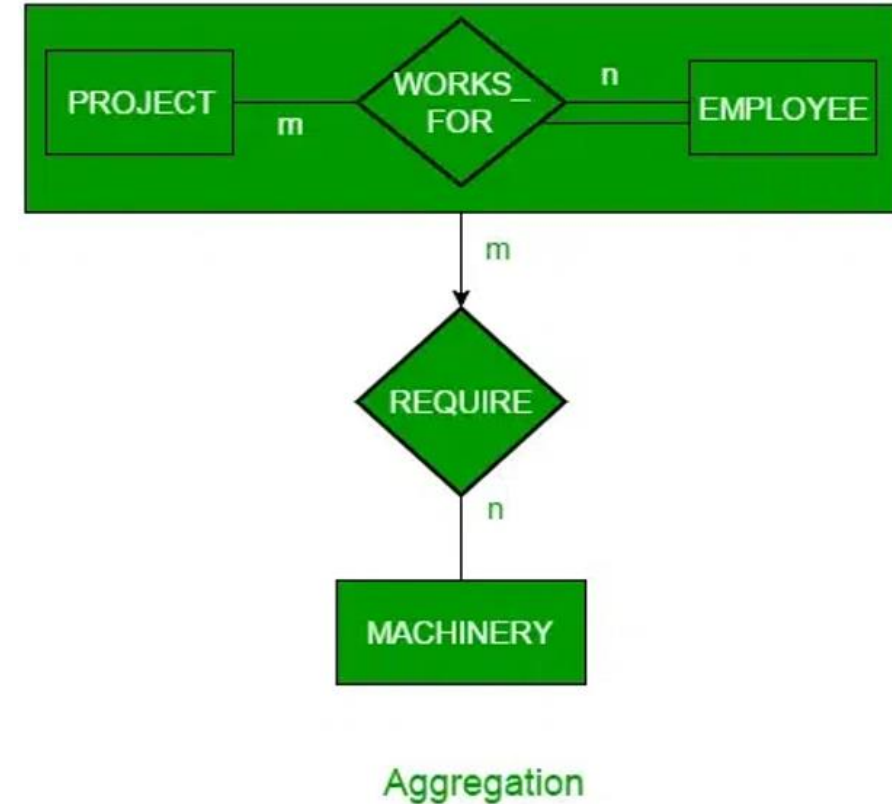 PROJECT
m
WORKS_
FOR
n
EMPLOYEE
m
REQUIRE
n
MACHINERY
Aggregation